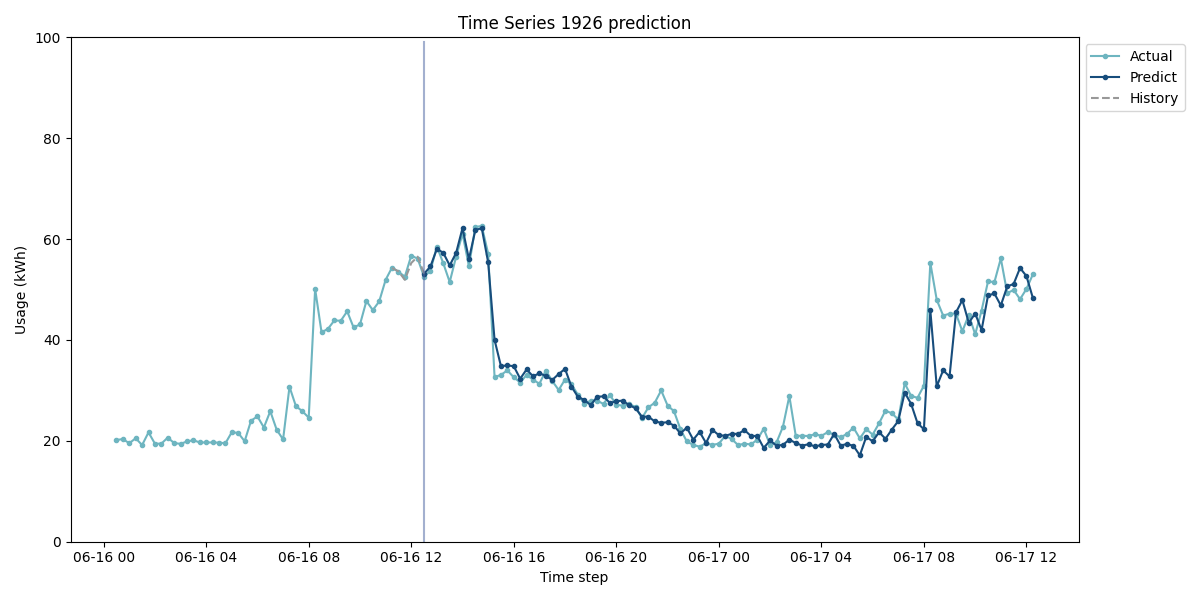 Time Series 1926 prediction
Usage (kWh)
100
80
60
40
20
0
06-16 00
06-16 04
06-16 08
06-16 12
06-16 16
06-16 20
06-17 00
06-17 04
06-17 08
06-17 12
Time step
Actual
Predict
History